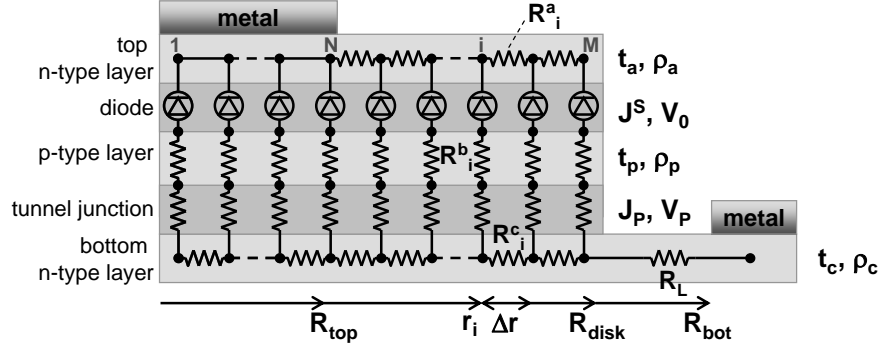 metal
top
n-type layer
1 N i M
R^a_i
t_a, ρ_a
diode
J^S, V_0
p-type layer
R^b_i
t_p, ρ_p
tunnel junction
J_P, V_P
metal
bottom
n-type layer
R^c_i
R_L
t_c, ρ_c
R_top r_i Δr R_disk R_bot